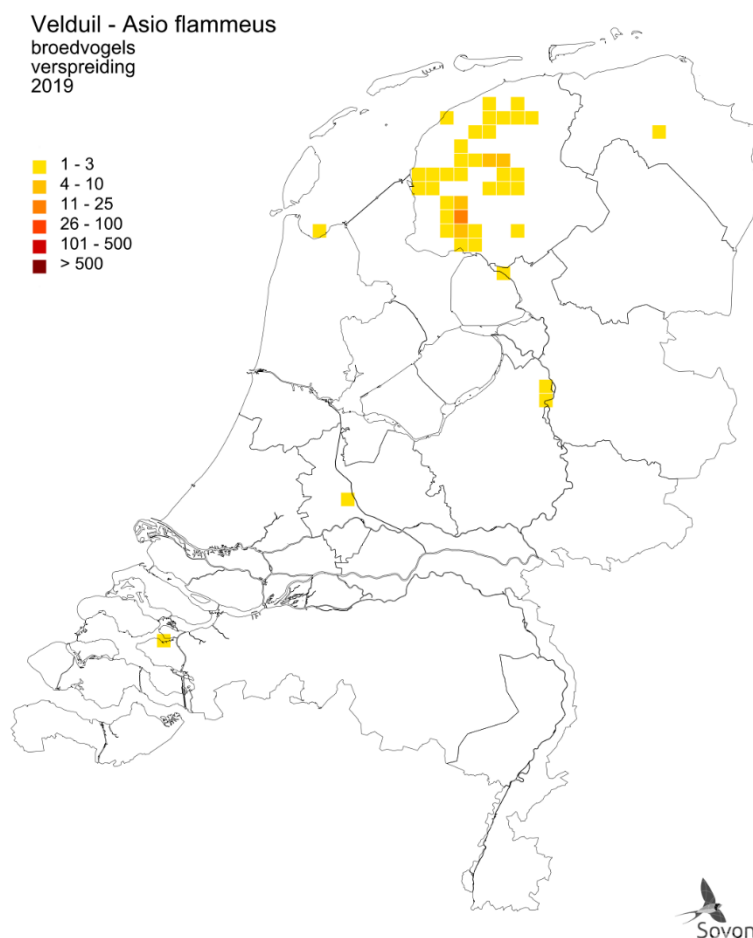 Velduil - Asio flammeus
broedvogels
verspreiding
2019
1 - 3
4 - 10
11 - 25
26 - 100
101 - 500
> 500
Sovon